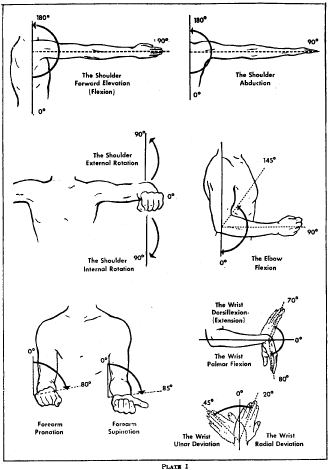 180°
90°
The Shoulder
Forward Elevation
(Flexion)
0°
180°
90°
The Shoulder
Abduction
0°
90°
The Shoulder
External Rotation
0°
The Shoulder
Internal Rotation
90°
145°
90°
0°
The Elbow
Flexion
0°
80°
Forearm
Pronation
0°
85°
Forearm
Supination
The Wrist
Dorsiflexion-
(Extension)
70°
0°
The Wrist
Palmar Flexion
80°
45°
0°
20°
The Wrist
Ulnar Deviation
The Wrist
Radial Deviation
PLATE I